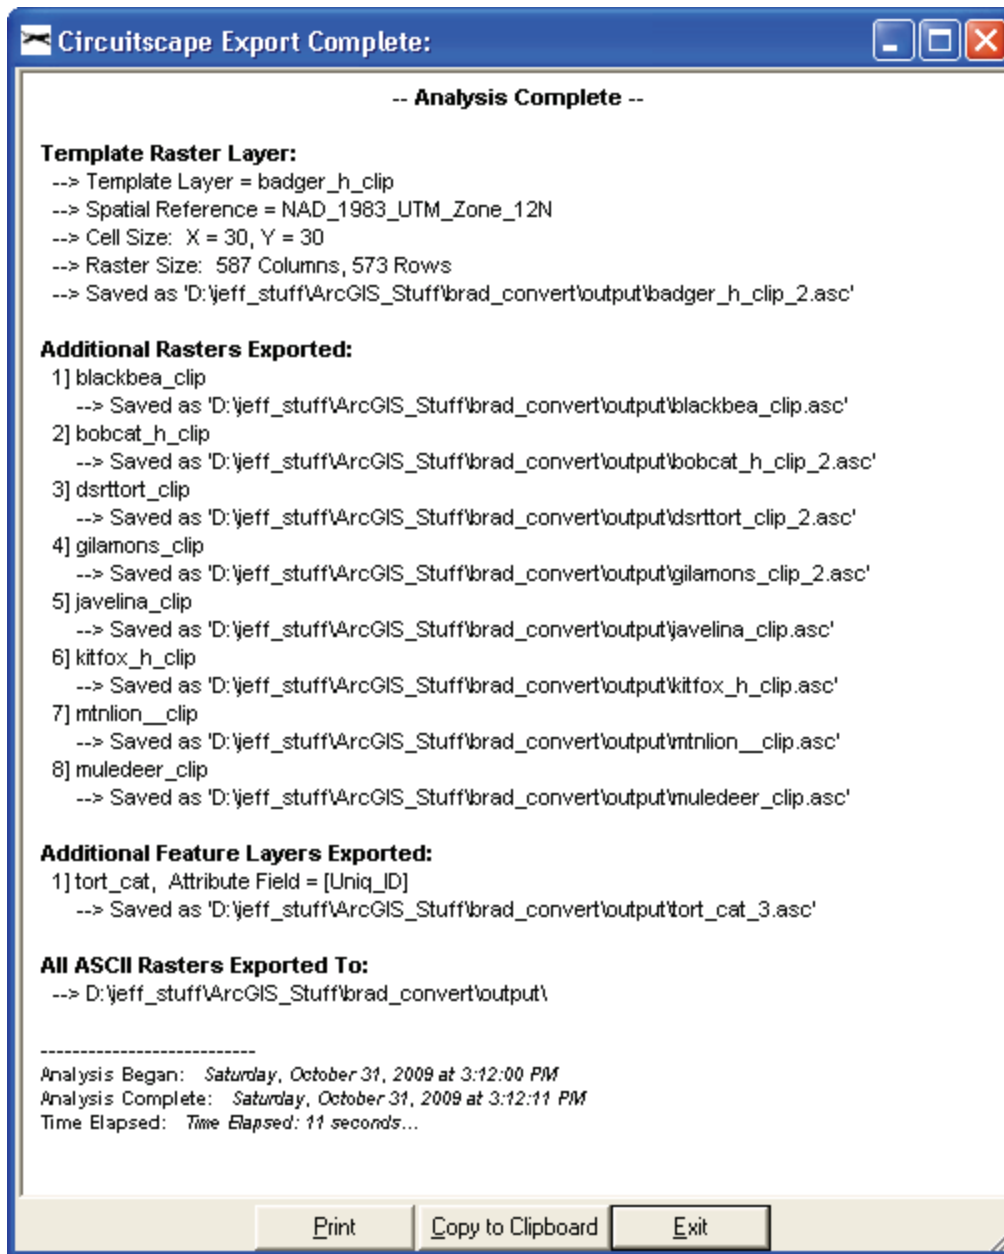 Circuitscape Export Complete:
-- Analysis Complete --
Template Raster Layer:
--> Template Layer = badger_h_clip
--> Spatial Reference = NAD_1983_UTM_Zone_12N
--> Cell Size:  X = 30, Y = 30
--> Raster Size:  587 Columns, 573 Rows
--> Saved as 'D:\jeff_stuff\ArcGIS_Stuff\brad_convert\output\badger_h_clip_2.asc'
Additional Rasters Exported:
1] blackbea_clip
--> Saved as 'D:\jeff_stuff\ArcGIS_Stuff\brad_convert\output\blackbea_clip.asc'
2] bobcat_h_clip
--> Saved as 'D:\jeff_stuff\ArcGIS_Stuff\brad_convert\output\bobcat_h_clip_2.asc'
3] dsrttort_clip
--> Saved as 'D:\jeff_stuff\ArcGIS_Stuff\brad_convert\output\dsrttort_clip_2.asc'
4] gilamons_clip
--> Saved as 'D:\jeff_stuff\ArcGIS_Stuff\brad_convert\output\gilamons_clip_2.asc'
5] javelina_clip
--> Saved as 'D:\jeff_stuff\ArcGIS_Stuff\brad_convert\output\javelina_clip.asc'
6] kitfox_h_clip
--> Saved as 'D:\jeff_stuff\ArcGIS_Stuff\brad_convert\output\kitfox_h_clip.asc'
7] mtnlion__clip
--> Saved as 'D:\jeff_stuff\ArcGIS_Stuff\brad_convert\output\mtnlion__clip.asc'
8] muledeer_clip
--> Saved as 'D:\jeff_stuff\ArcGIS_Stuff\brad_convert\output\muledeer_clip.asc'
Additional Feature Layers Exported:
1] tort_cat,  Attribute Field = [Uniq_ID]
--> Saved as 'D:\jeff_stuff\ArcGIS_Stuff\brad_convert\output\tort_cat_3.asc'
All ASCII Rasters Exported To:
--> D:\jeff_stuff\ArcGIS_Stuff\brad_convert\output\
---------------------------
Analysis Began:   Saturday, October 31, 2009 at 3:12:00 PM
Analysis Complete:   Saturday, October 31, 2009 at 3:12:11 PM
Time Elapsed:   Time Elapsed: 11 seconds...
Print Copy to Clipboard Exit